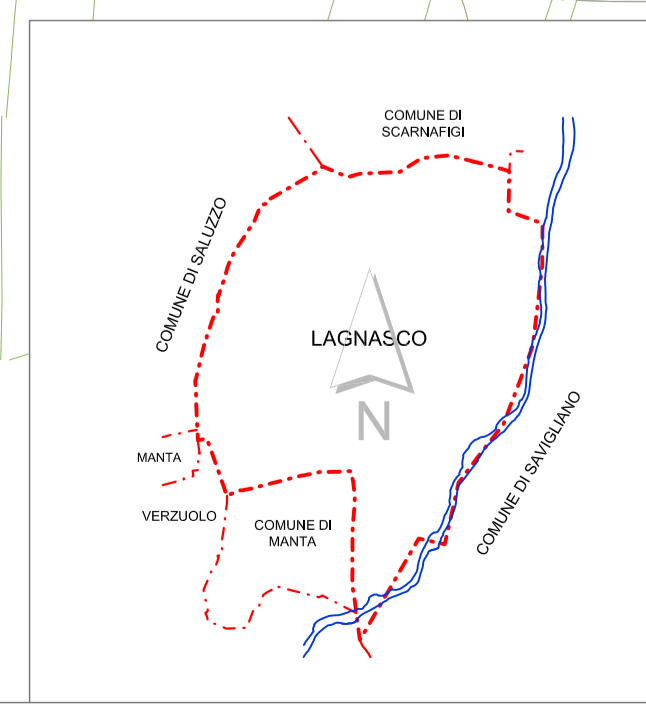 COMUNE DI
SCARNAFIGI
COMUNE DI SALUZZO
LAGNASCO
N
MANTA
VERZUOLO
COMUNE DI
MANTA
COMUNE DI SAVIGLIANO